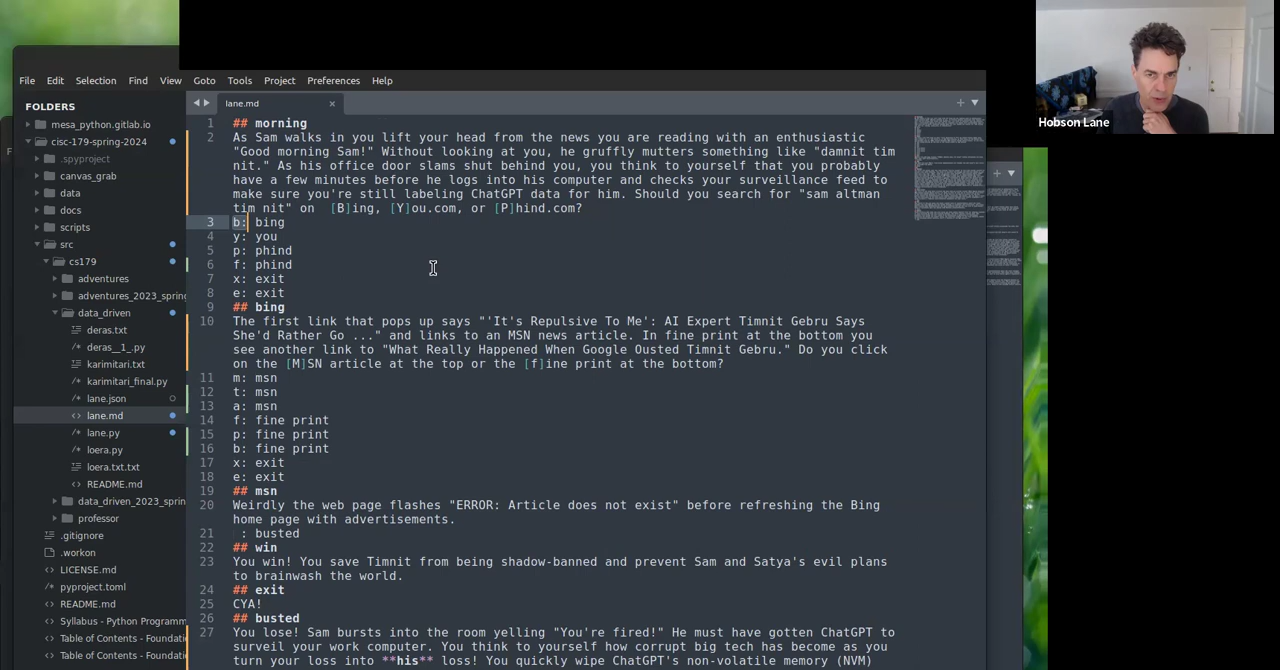 File Edit Selection Find View Goto Tools Project Preferences Help
FOLDERS
mesa_python.gitlab.io
cisc-179-spring-2024
.spyproject
canvas_grab
data
docs
scripts
src
cs179
adventures
adventures_2023_spring
data_driven
deras.txt
deras__1_.py
karimitari.txt
karimitari_final.py
lane.json
lane.md
lane.py
loera.py
loera.txt.txt
README.md
data_driven_2023_sprin
professor
.gitignore
.workon
LICENSE.md
pyproject.toml
README.md
Syllabus - Python Programm
Table of Contents - Foundati
Table of Contents - Foundati
lane.md
1 ## morning
2 As Sam walks in you lift your head from the news you are reading with an enthusiastic
"Good morning Sam!" Without looking at you, he gruffly mutters something like "damnit tim
nit." As his office door slams shut behind you, you think to yourself that you probably
have a few minutes before he logs into his computer and checks your surveillance feed to
make sure you're still labeling ChatGPT data for him. Should you search for "sam altman
tim nit" on  [B]ing, [Y]ou.com, or [P]hind.com?
3 b: bing
4 y: you
5 p: phind
6 f: phind
7 x: exit
8 e: exit
9 ## bing
10 The first link that pops up says "'It's Repulsive To Me': AI Expert Timnit Gebru Says
She'd Rather Go ..." and links to an MSN news article. In fine print at the bottom you
see another link to "What Really Happened When Google Ousted Timnit Gebru." Do you click
on the [M]SN article at the top or the [f]ine print at the bottom?
11 m: msn
12 t: msn
13 a: msn
14 f: fine print
15 p: fine print
16 b: fine print
17 x: exit
18 e: exit
19 ## msn
20 Weirdly the web page flashes "ERROR: Article does not exist" before refreshing the Bing
home page with advertisements.
21  : busted
22 ## win
23 You win! You save Timnit from being shadow-banned and prevent Sam and Satya's evil plans
to brainwash the world.
24 ## exit
25 CYA!
26 ## busted
27 You lose! Sam bursts into the room yelling "You're fired!" He must have gotten ChatGPT to
surveil your work computer. You think to yourself how corrupt big tech has become as you
turn your loss into **his** loss! You quickly wipe ChatGPT's non-volatile memory (NVM)
Hobson Lane